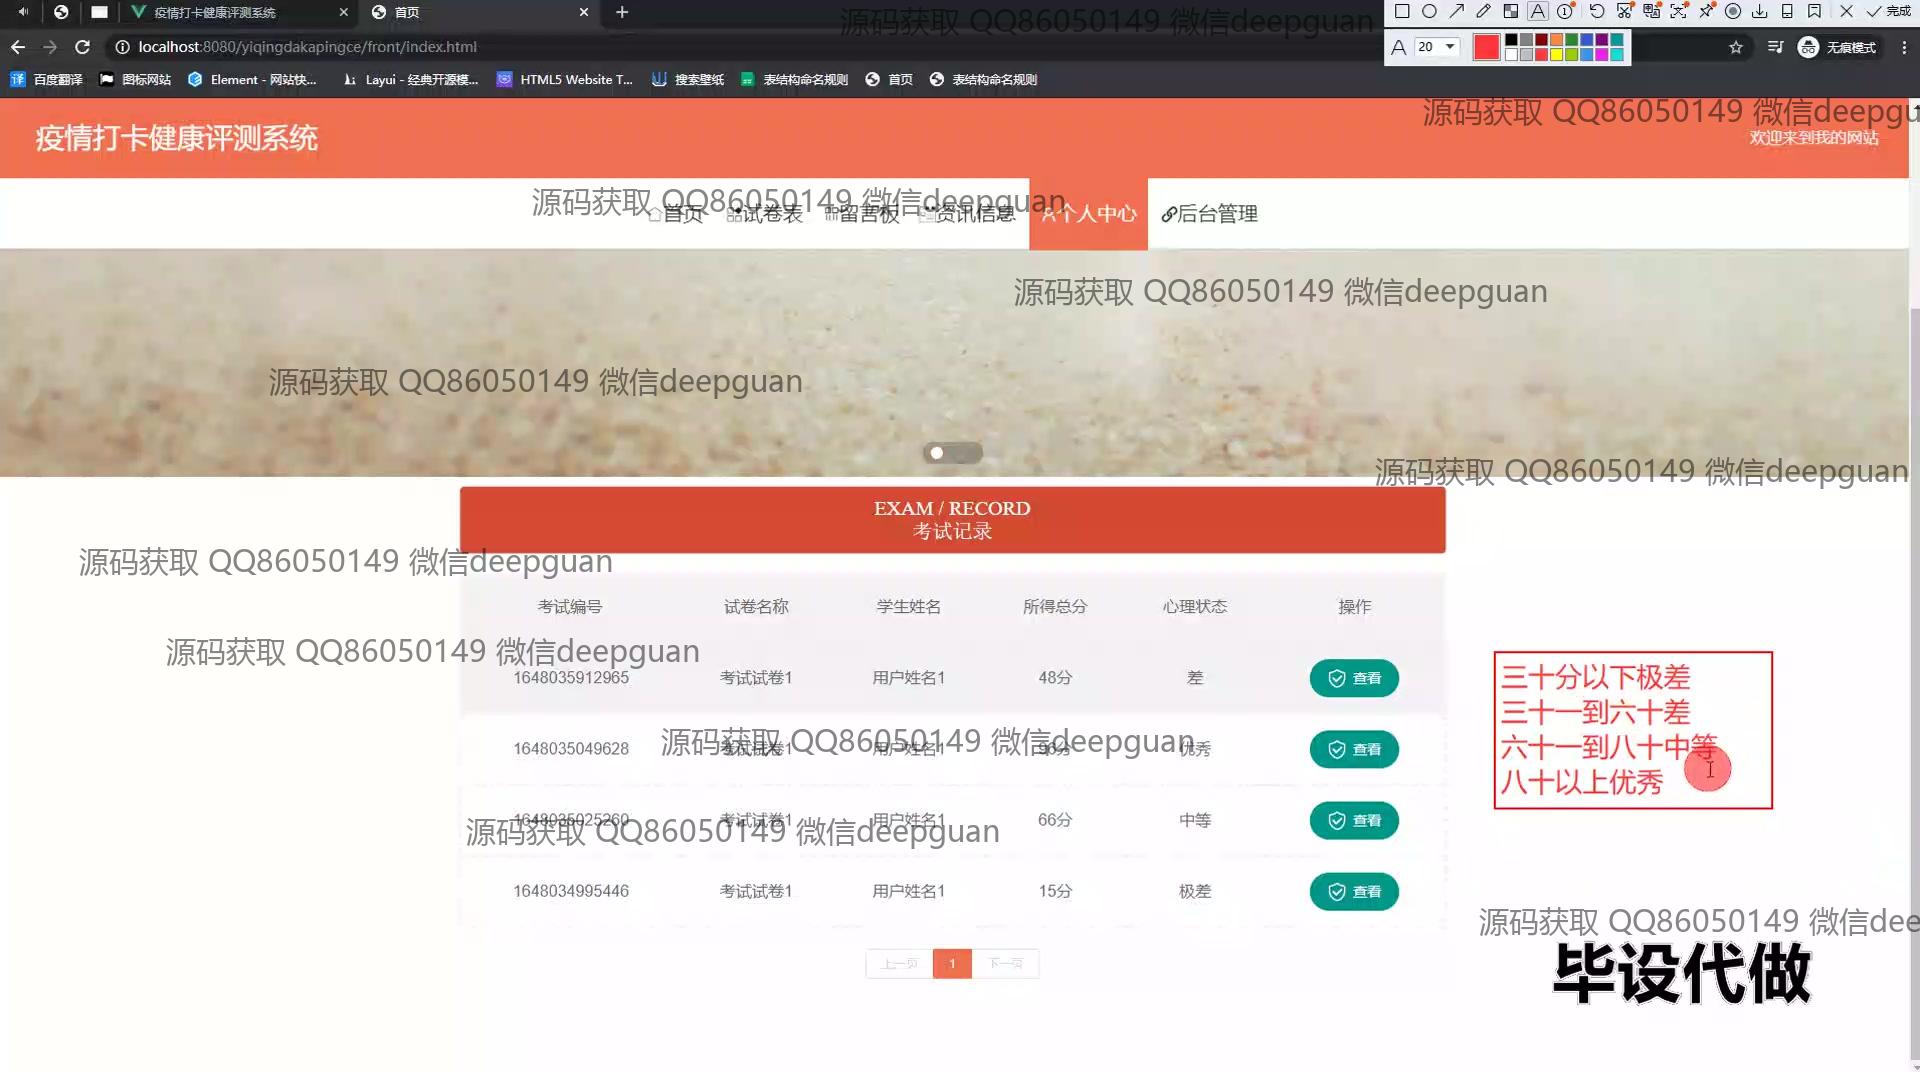 疫情打卡健康评测系统
首页
完成
localhost:8080/yiqingdakapingce/front/index.html
A 20
无痕模式
百度翻译 图标网站 Element - 网站快... Layui - 经典开源模... HTML5 Website T... 搜索壁纸 表结构命名规则 首页 表结构命名规则
源码获取 QQ86050149 微信deepguan
源码获取 QQ86050149 微信deepgu
疫情打卡健康评测系统
欢迎来到我的网站
源码获取 QQ86050149 微信deepguan
首页 试卷表 留言板 资讯信息 个人中心 后台管理
源码获取 QQ86050149 微信deepguan
源码获取 QQ86050149 微信deepguan
源码获取 QQ86050149 微信deepguan
EXAM / RECORD
考试记录
源码获取 QQ86050149 微信deepguan
考试编号 试卷名称 学生姓名 所得总分 心理状态 操作
源码获取 QQ86050149 微信deepguan
1648035912965 考试试卷1 用户姓名1 48分 差 查看
三十分以下极差
三十一到六十差
六十一到八十中等
八十以上优秀
源码获取 QQ86050149 微信deepguan
1648035049628 考试试卷1 用户姓名1 96分 优秀 查看
1648035025260 考试试卷1 用户姓名1 66分 中等 查看
源码获取 QQ86050149 微信deepguan
1648034995446 考试试卷1 用户姓名1 15分 极差 查看
源码获取 QQ86050149 微信dee
上一页 1 下一页
毕设代做